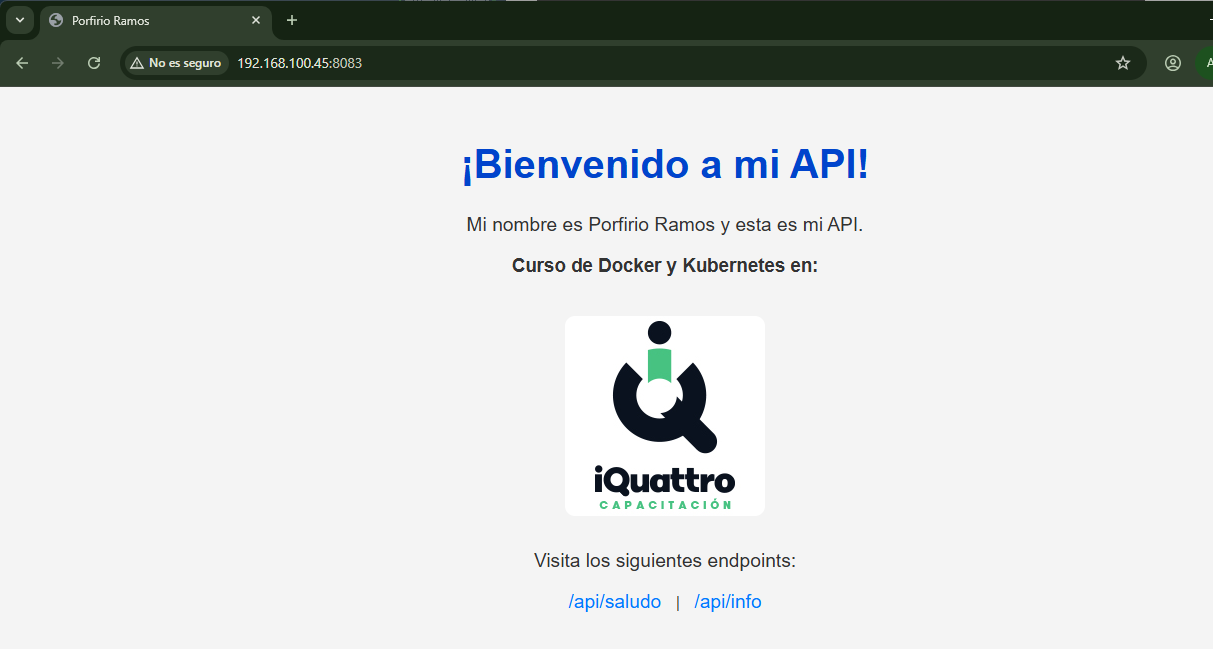 Porfirio Ramos
No es seguro 192.168.100.45:8083
A
¡Bienvenido a mi API!
Mi nombre es Porfirio Ramos y esta es mi API.
Curso de Docker y Kubernetes en:
iQuattro
CAPACITACIÓN
Visita los siguientes endpoints:
/api/saludo | /api/info